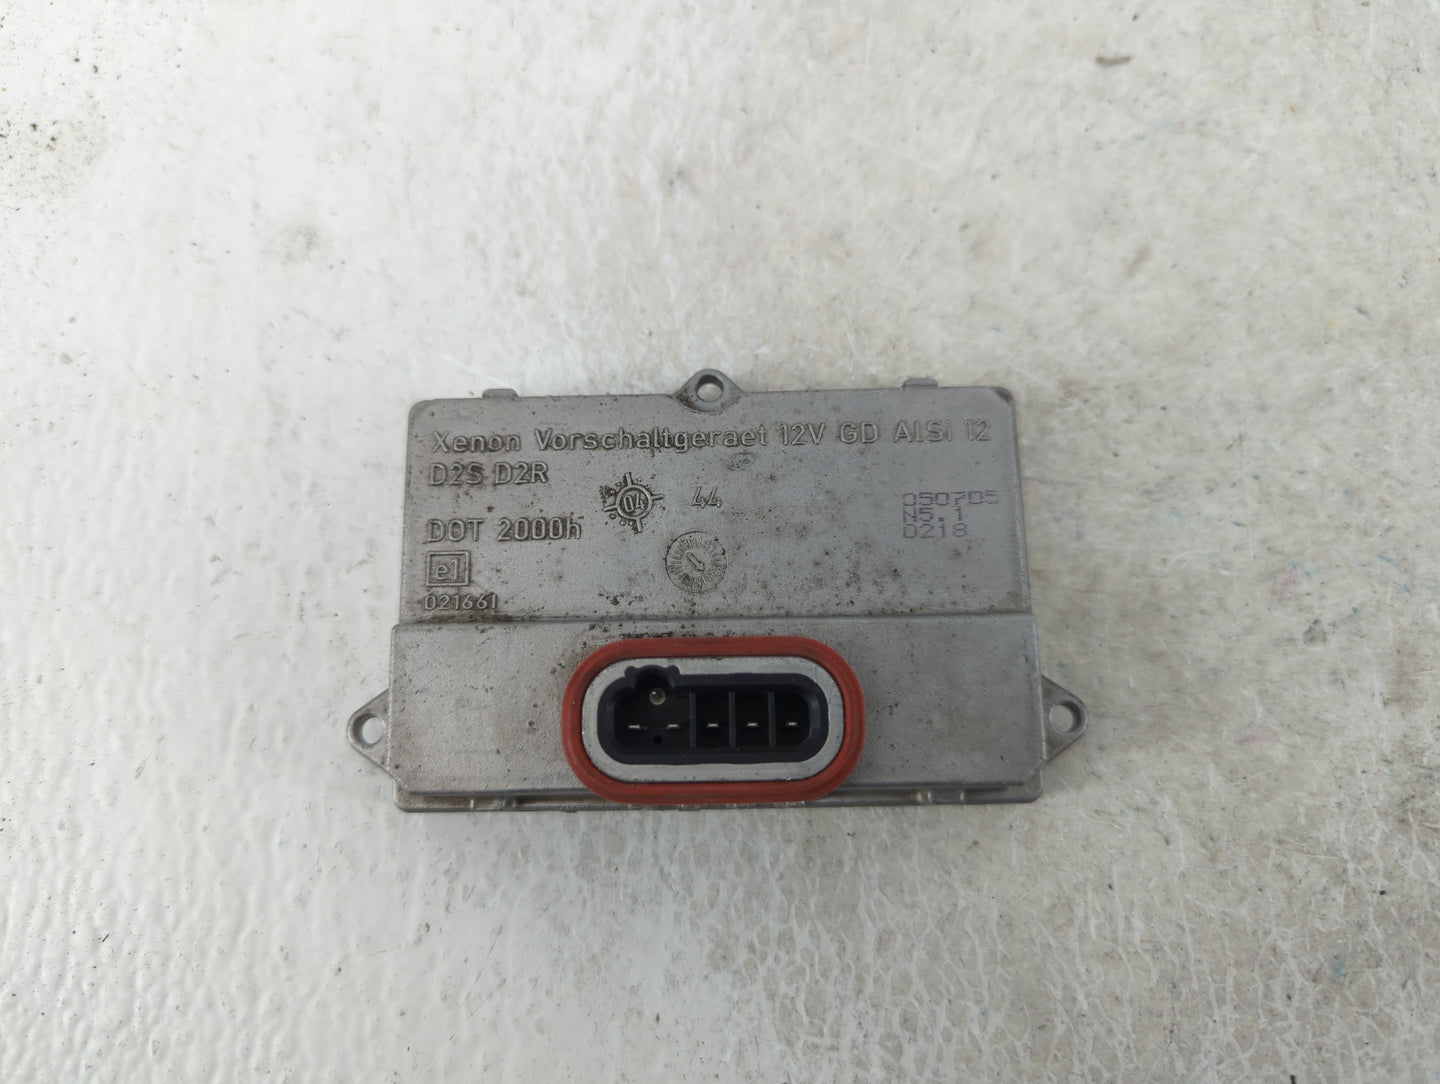 Xenon Vorschaltgeraet 12V GD AlSi 12
D2S D2R
04
44
050705
N5.1
0218
DOT 2000h
e1
021661